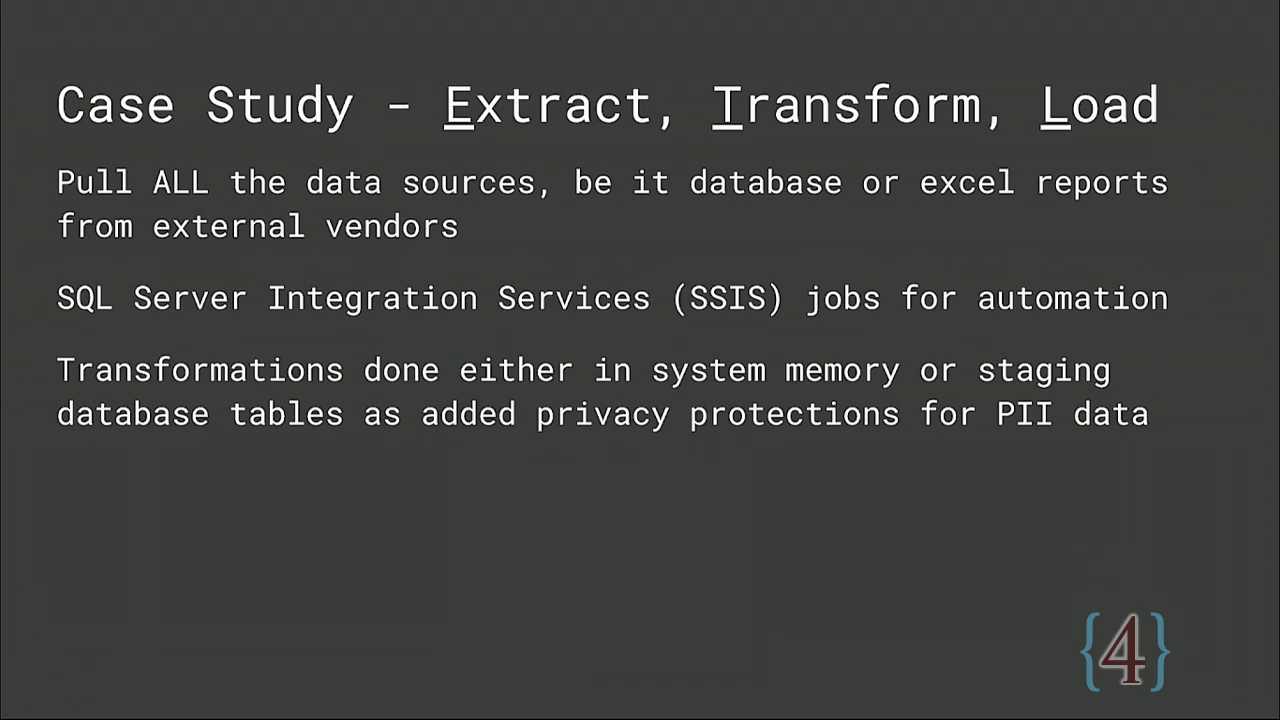 Case Study - Extract, Transform, Load
Pull ALL the data sources, be it database or excel reports
from external vendors
SQL Server Integration Services (SSIS) jobs for automation
Transformations done either in system memory or staging
database tables as added privacy protections for PII data
{4}